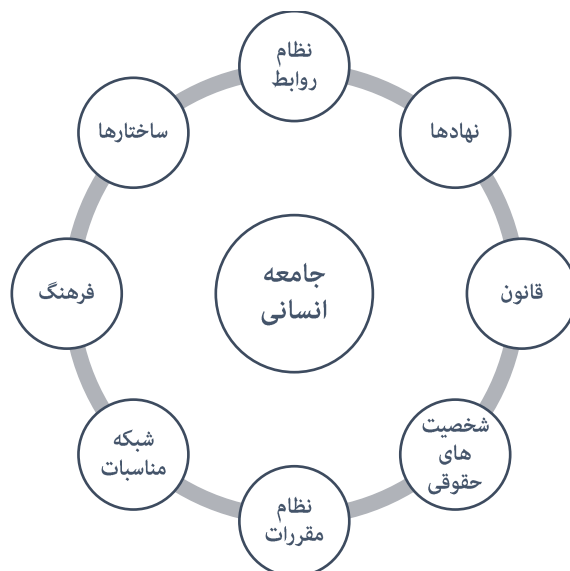 نظام
روابط
نهادها
قانون
شخصیت
های
حقوقی
نظام
مقررات
شبکه
مناسبات
فرهنگ
ساختارها
جامعه
انسانی